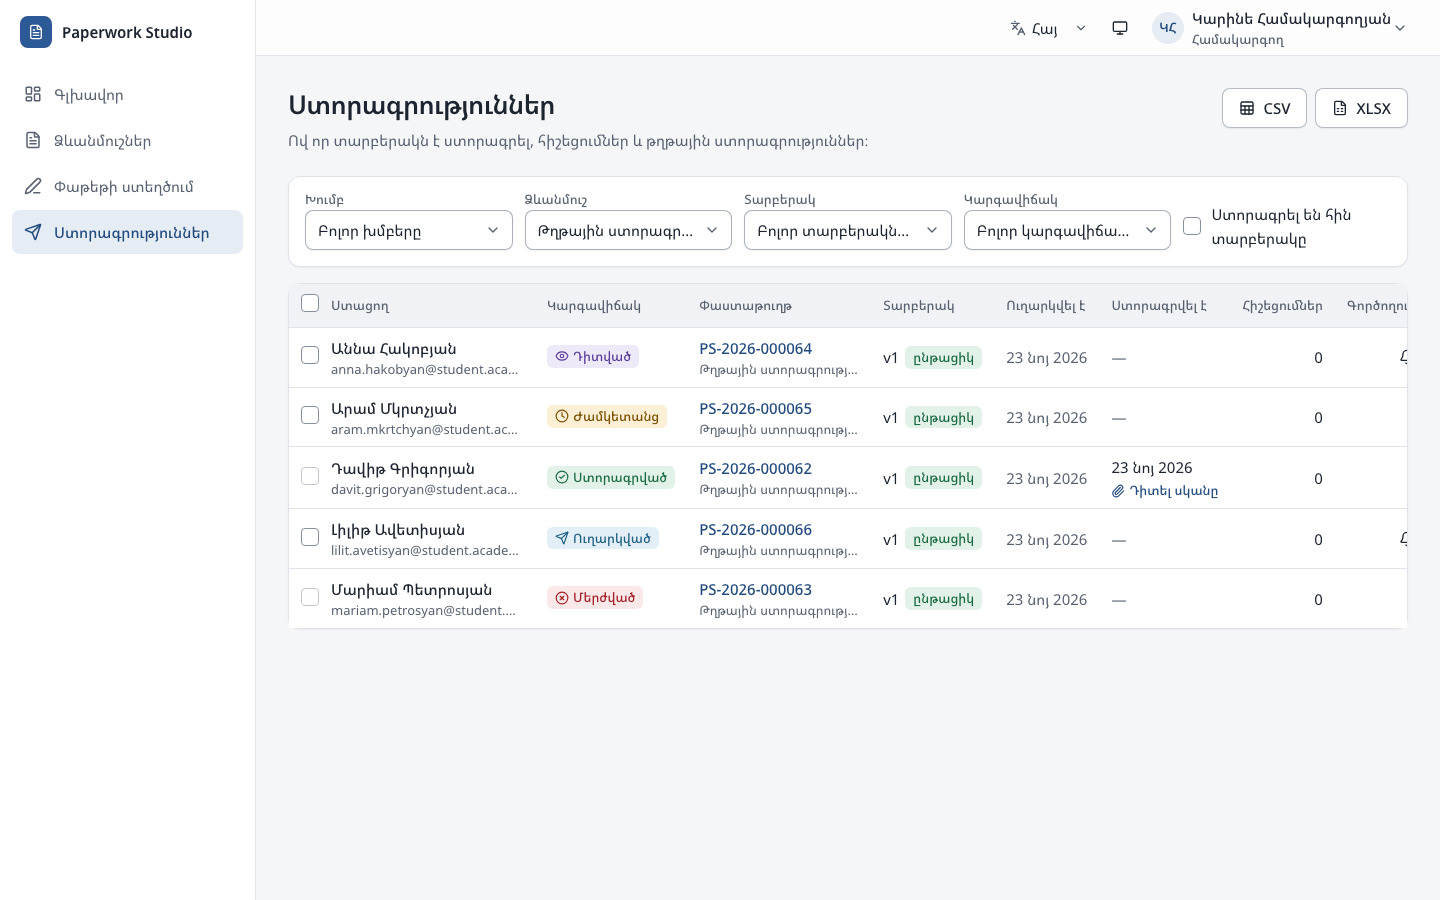 Paperwork Studio
Գլխավոր
Ձևանմուշներ
Փաթեթի ստեղծում
Ստորագրություններ
Հայ
ԿՀ
Կարինե Համակարգողյան
Համակարգող
Ստորագրություններ
Ով որ տարբերակն է ստորագրել, հիշեցումներ և թղթային ստորագրություններ։
CSV
XLSX
Խումբ
Ձևանմուշ
Տարբերակ
Կարգավիճակ
Բոլոր խմբերը
Թղթային ստորագր...
Բոլոր տարբերակն...
Բոլոր կարգավիճա...
Ստորագրել են հին
տարբերակը
Ստացող Կարգավիճակ Փաստաթուղթ Տարբերակ Ուղարկվել է Ստորագրվել է Հիշեցումներ Գործողու
Աննա Հակոբյան
anna.hakobyan@student.aca...
Դիտված
PS-2026-000064
Թղթային ստորագրությ...
v1 ընթացիկ
23 նոյ 2026
—
0
Արամ Մկրտչյան
aram.mkrtchyan@student.ac...
Ժամկետանց
PS-2026-000065
Թղթային ստորագրությ...
v1 ընթացիկ
23 նոյ 2026
—
0
Դավիթ Գրիգորյան
davit.grigoryan@student.aca...
Ստորագրված
PS-2026-000062
Թղթային ստորագրությ...
v1 ընթացիկ
23 նոյ 2026
23 նոյ 2026
Դիտել սկանը
0
Լիլիթ Ավետիսյան
lilit.avetisyan@student.acade...
Ուղարկված
PS-2026-000066
Թղթային ստորագրությ...
v1 ընթացիկ
23 նոյ 2026
—
0
Մարիամ Պետրոսյան
mariam.petrosyan@student....
Մերժված
PS-2026-000063
Թղթային ստորագրությ...
v1 ընթացիկ
23 նոյ 2026
—
0